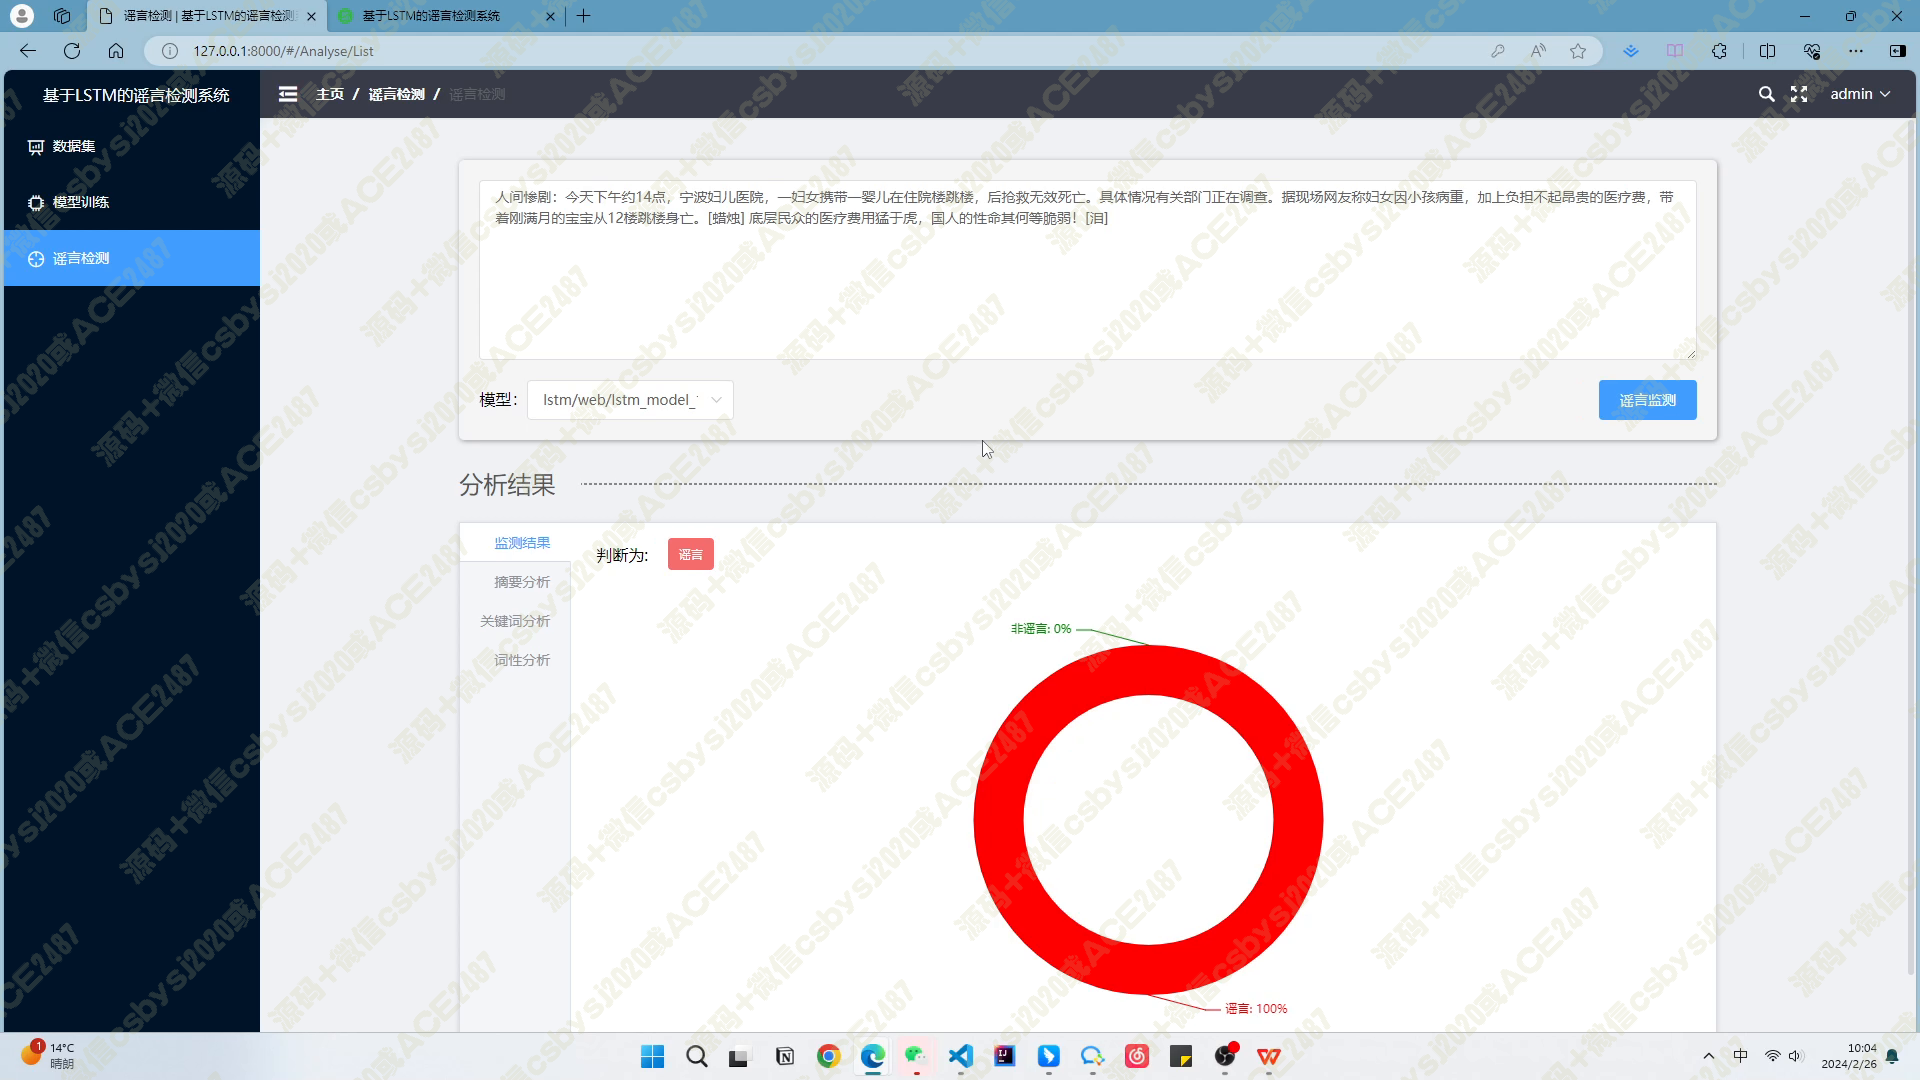 谣言检测 | 基于LSTM的谣言检测
基于LSTM的谣言检测系统
127.0.0.1:8000/#/Analyse/List
基于LSTM的谣言检测系统
主页 / 谣言检测 / 谣言检测
admin
数据集
模型训练
谣言检测
人间惨剧：今天下午约14点，宁波妇儿医院，一妇女携带一婴儿在住院楼跳楼，后抢救无效死亡。具体情况有关部门正在调查。据现场网友称妇女因小孩病重，加上负担不起昂贵的医疗费，带
着刚满月的宝宝从12楼跳楼身亡。[蜡烛] 底层民众的医疗费用猛于虎，国人的性命其何等脆弱！[泪]
模型：
lstm/web/lstm_model_
谣言监测
分析结果
监测结果
摘要分析
关键词分析
词性分析
判断为:
谣言
非谣言: 0%
谣言: 100%
源码+微信csbysj2020或ACE2487
1
14°C
晴朗
中
10:04
2024/2/26